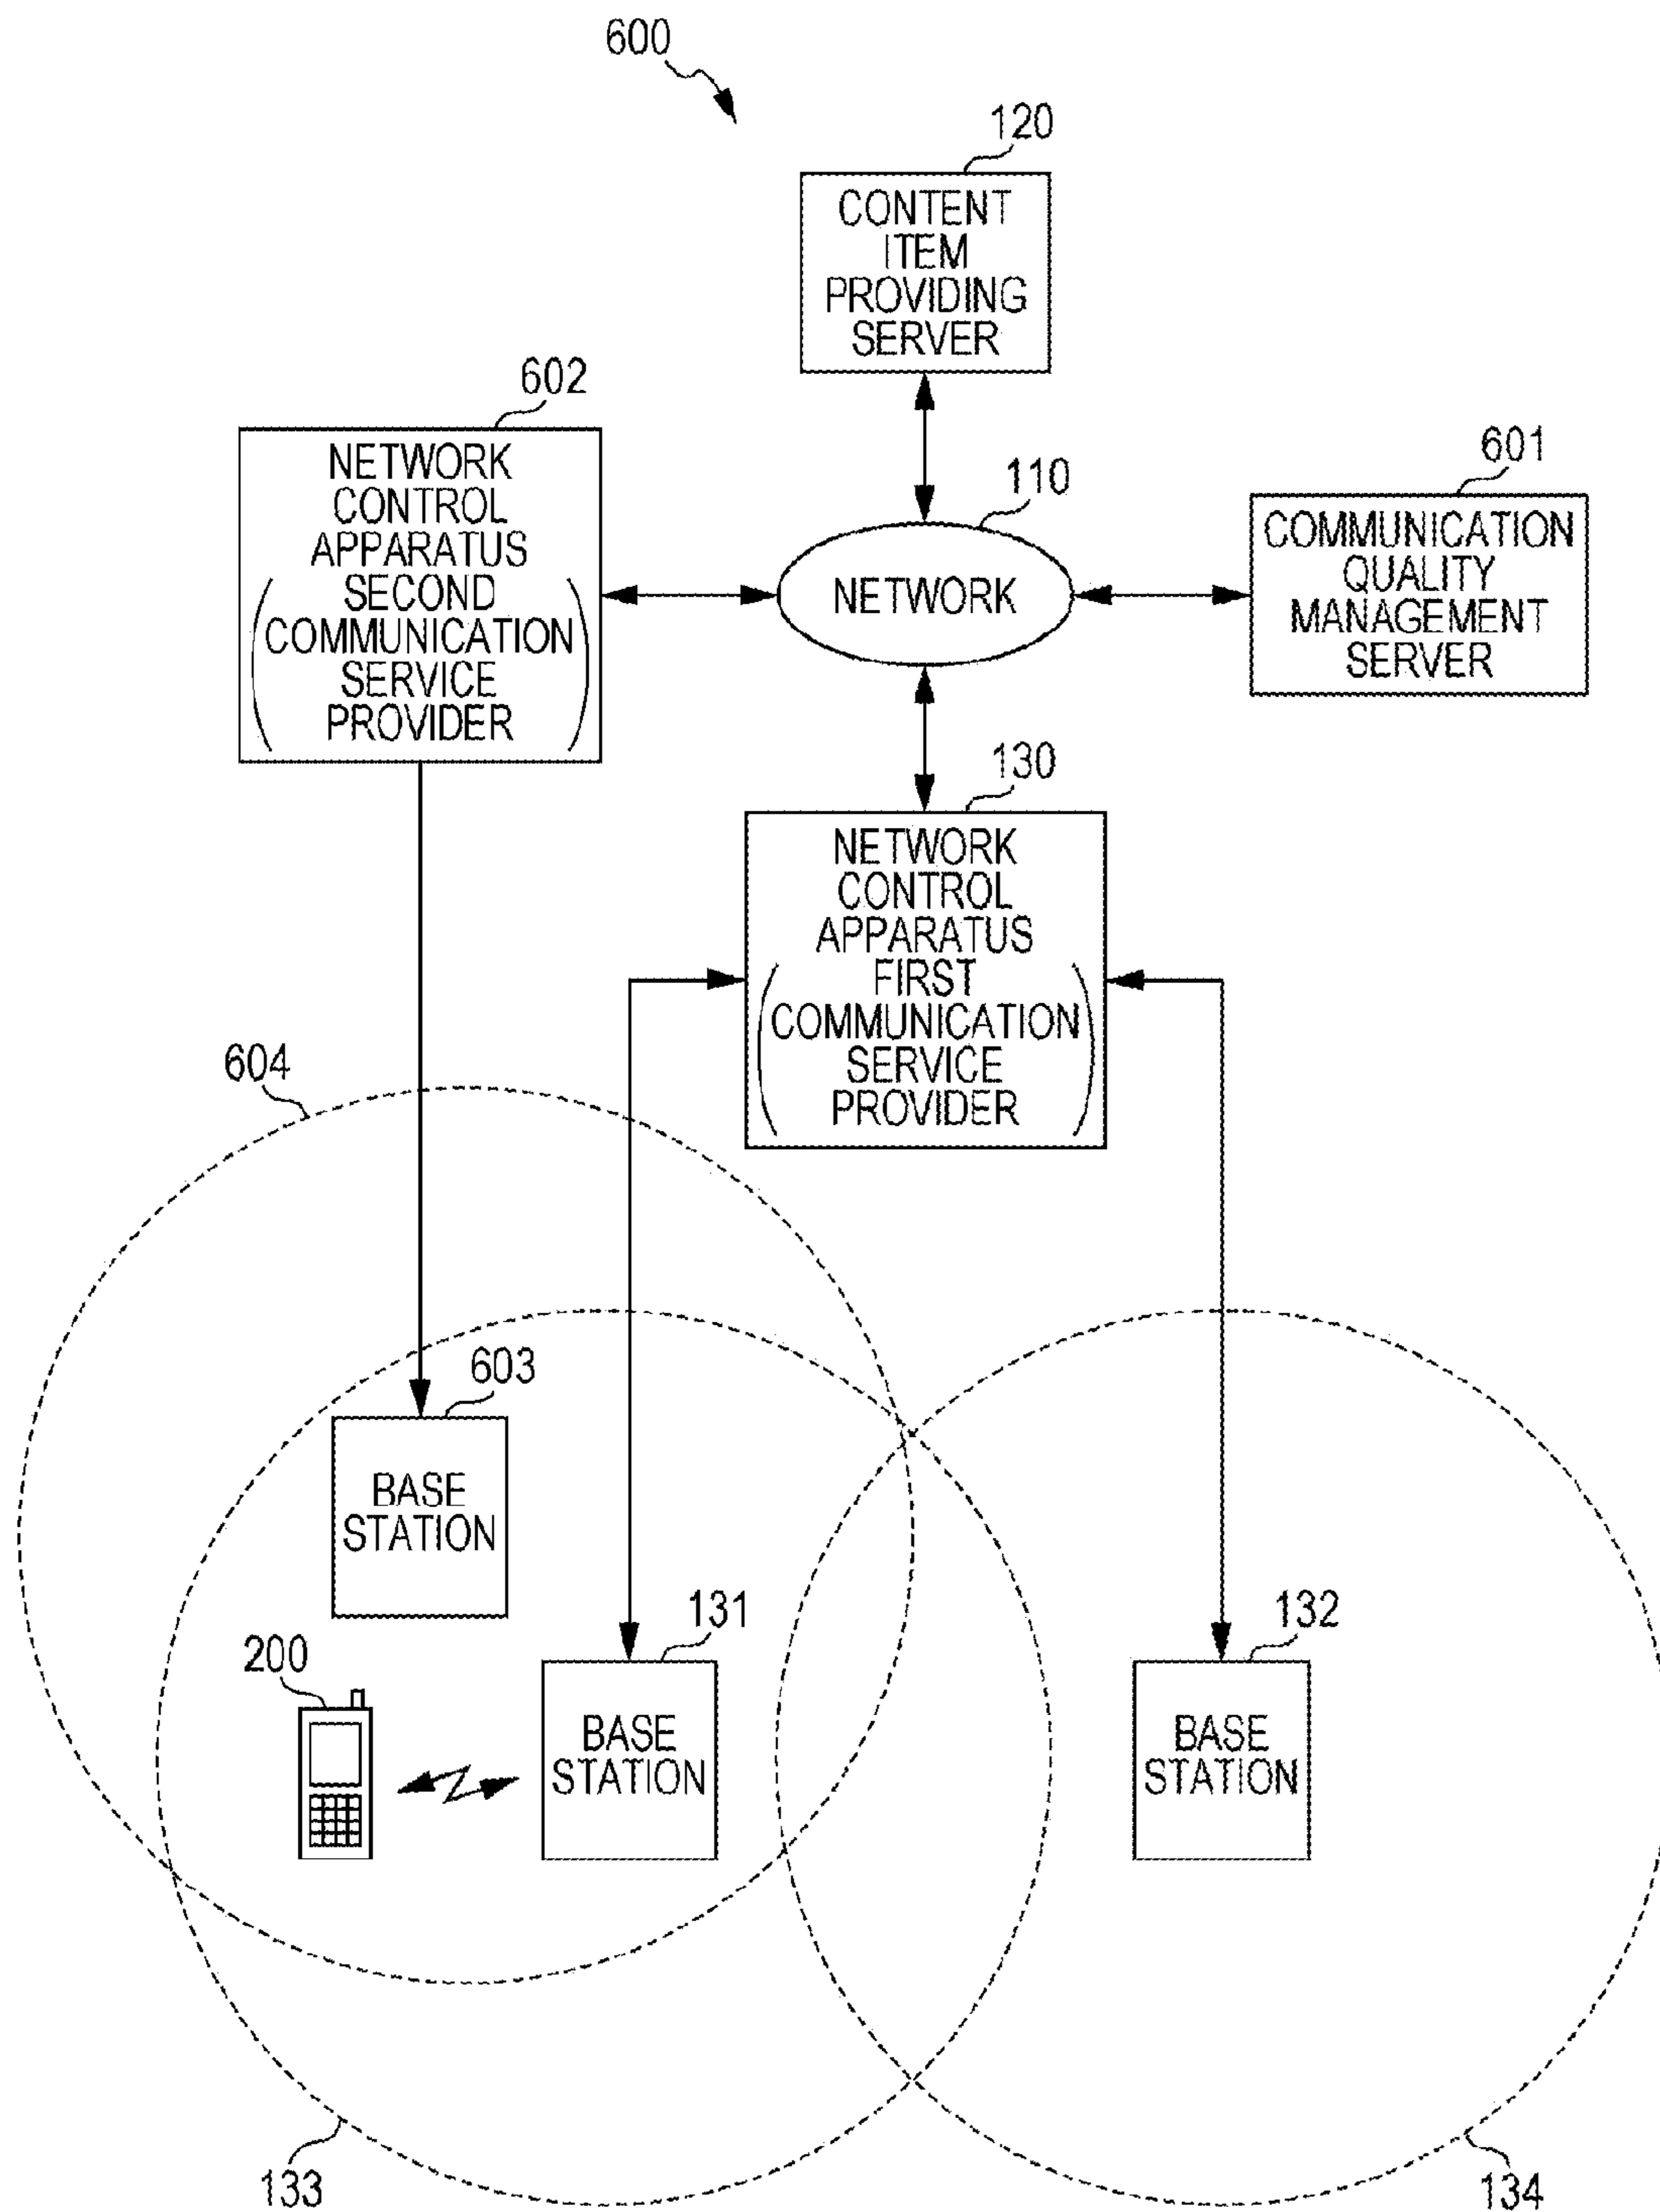 600
120
CONTENT
ITEM
PROVIDING
SERVER
602
NETWORK
CONTROL
APPARATUS
( SECOND
COMMUNICATION
SERVICE
PROVIDER )
110
NETWORK
601
COMMUNICATION
QUALITY
MANAGEMENT
SERVER
130
NETWORK
CONTROL
APPARATUS
( FIRST
COMMUNICATION
SERVICE
PROVIDER )
604
603
BASE
STATION
200
131
BASE
STATION
132
BASE
STATION
133
134